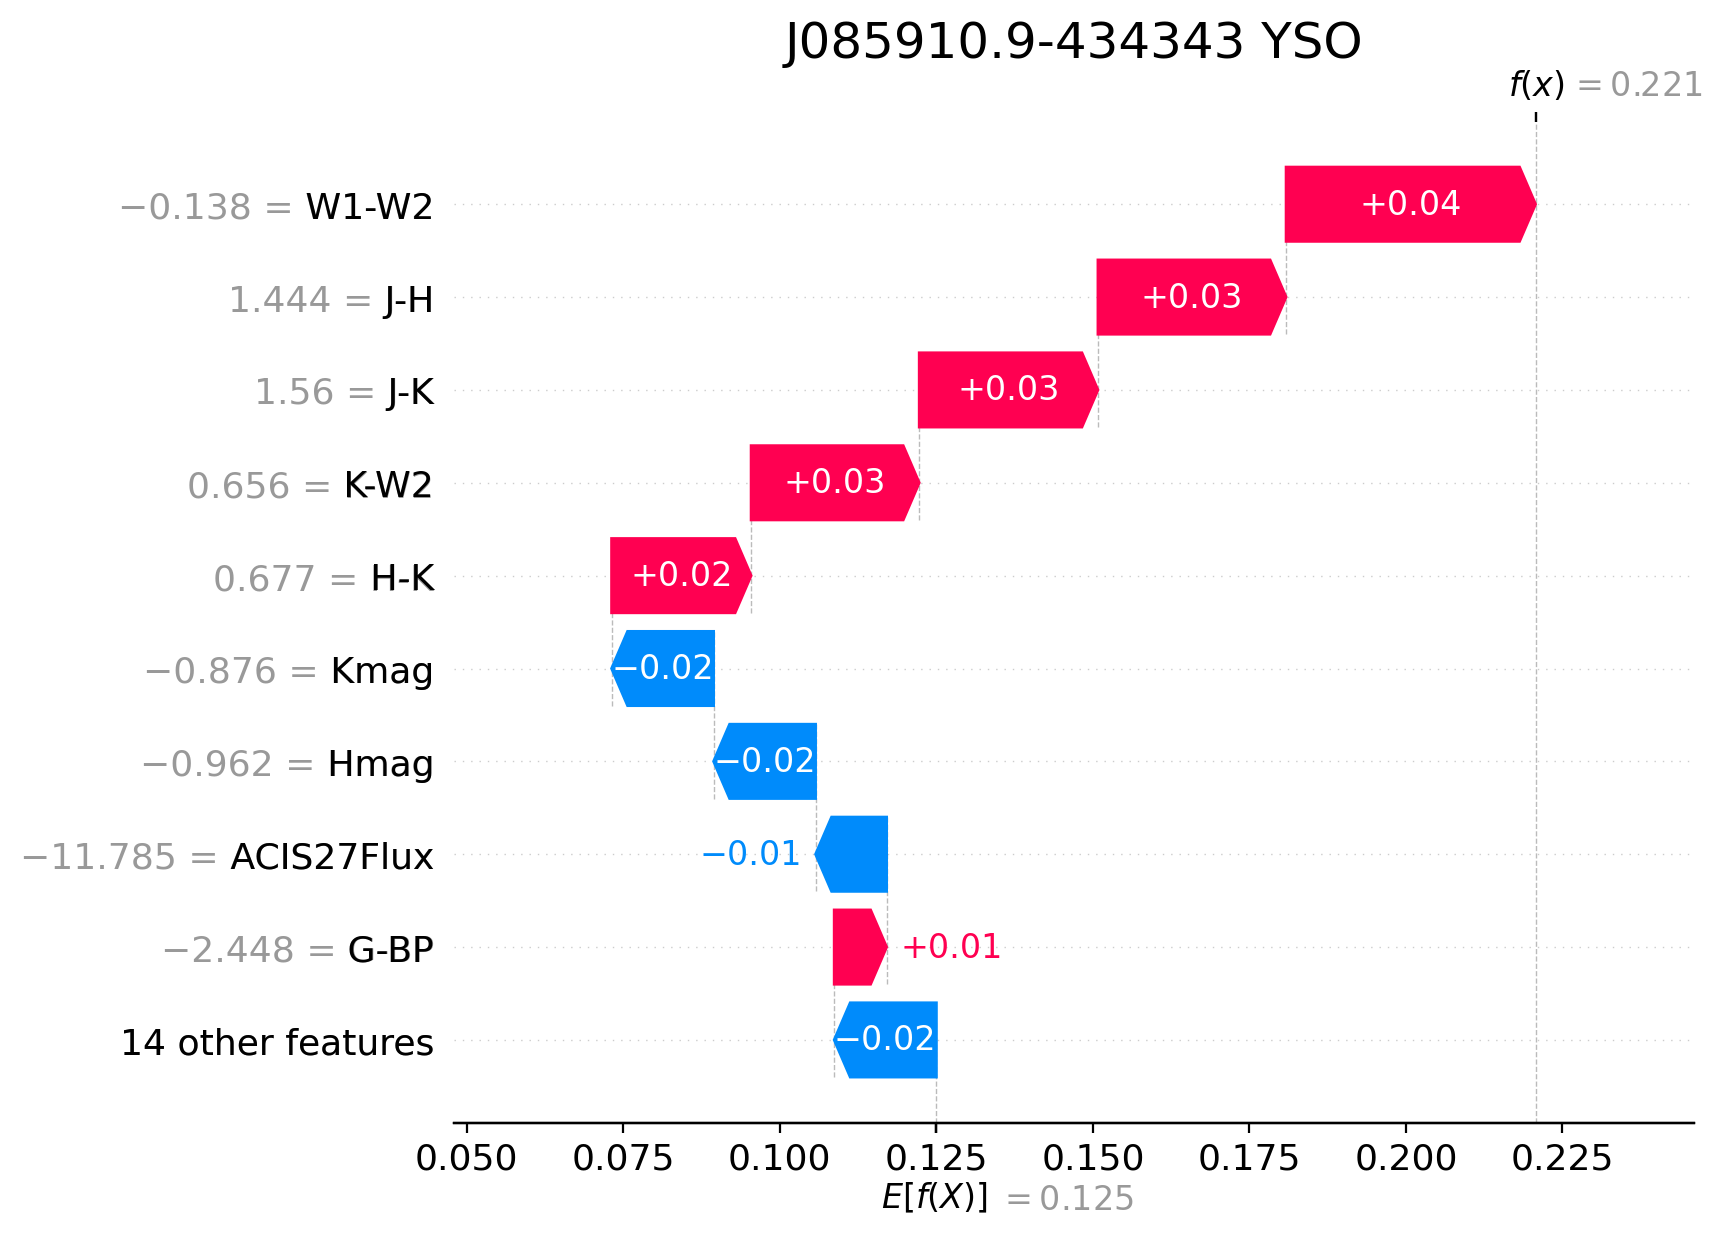 J085910.9-434343 YSO
f(x) = 0.221
−0.138 = W1-W2
+0.04
1.444 = J-H
+0.03
1.56 = J-K
+0.03
0.656 = K-W2
+0.03
0.677 = H-K
+0.02
−0.876 = Kmag
−0.02
−0.962 = Hmag
−0.02
−11.785 = ACIS27Flux
−0.01
−2.448 = G-BP
+0.01
14 other features
−0.02
0.050 0.075 0.100 0.125 0.150 0.175 0.200 0.225
E[f(X)] = 0.125